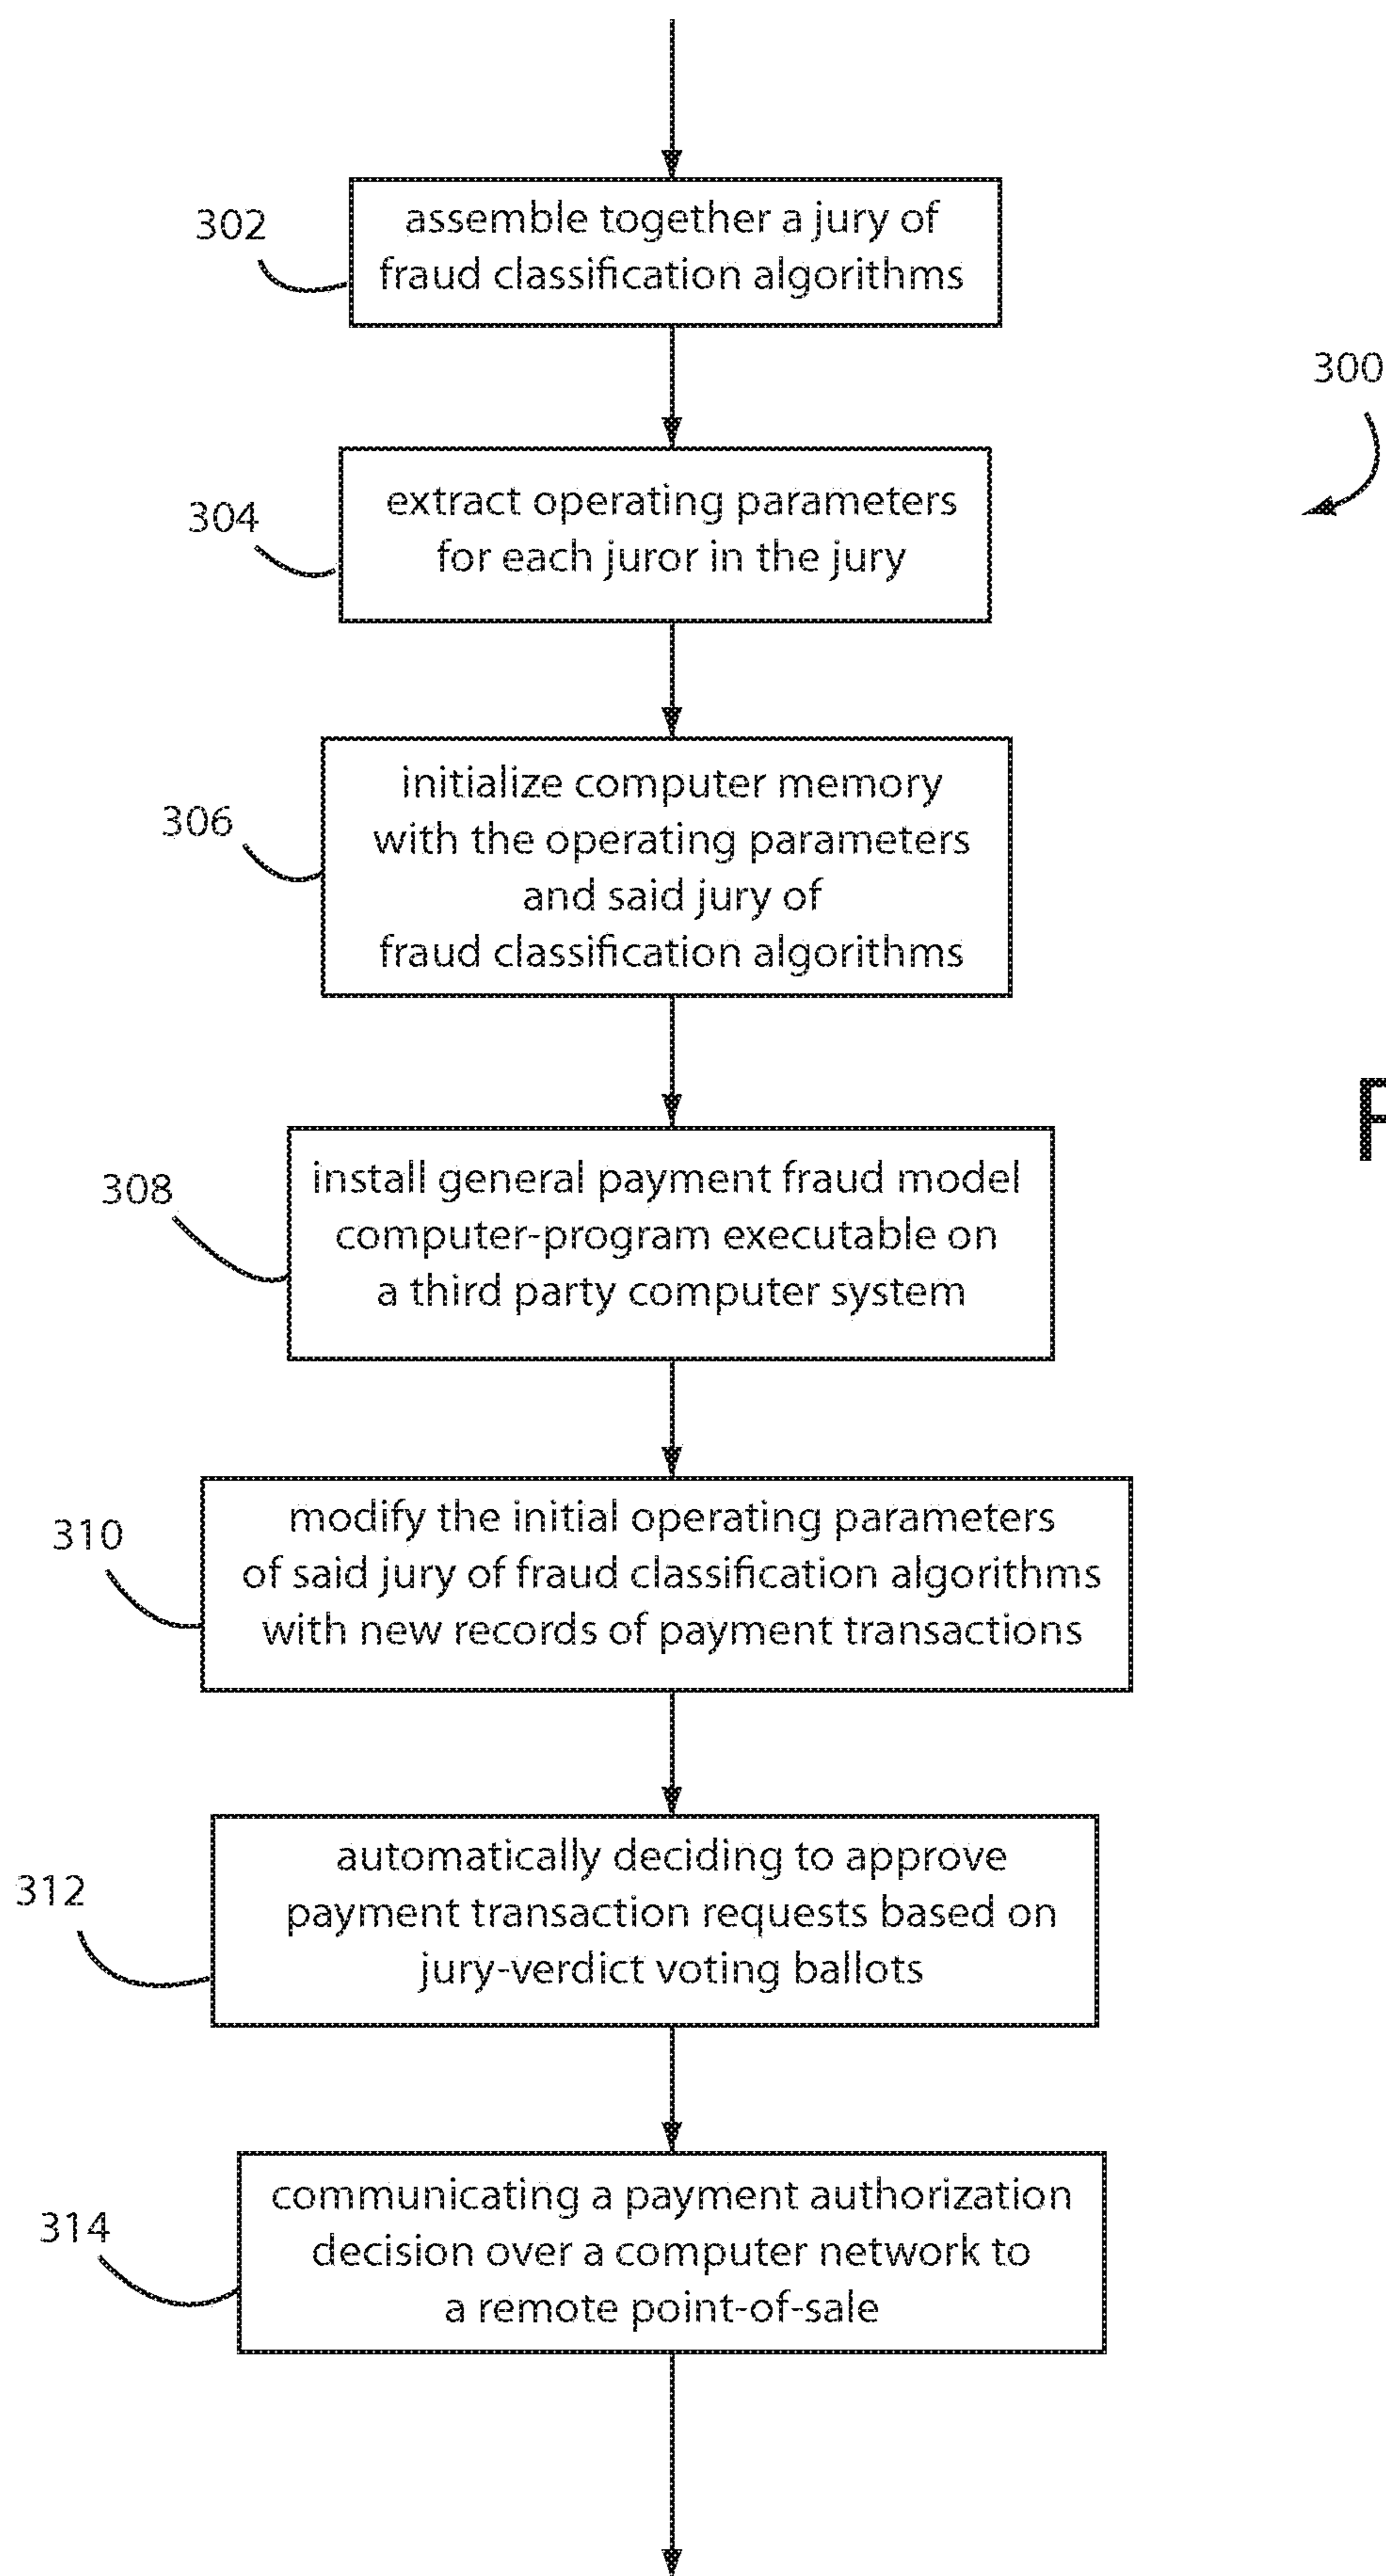 302
assemble together a jury of
fraud classification algorithms
300
304
extract operating parameters
for each juror in the jury
306
initialize computer memory
with the operating parameters
and said jury of
fraud classification algorithms
F
308
install general payment fraud model
computer-program executable on
a third party computer system
310
modify the initial operating parameters
of said jury of fraud classification algorithms
with new records of payment transactions
312
automatically deciding to approve
payment transaction requests based on
jury-verdict voting ballots
314
communicating a payment authorization
decision over a computer network to
a remote point-of-sale